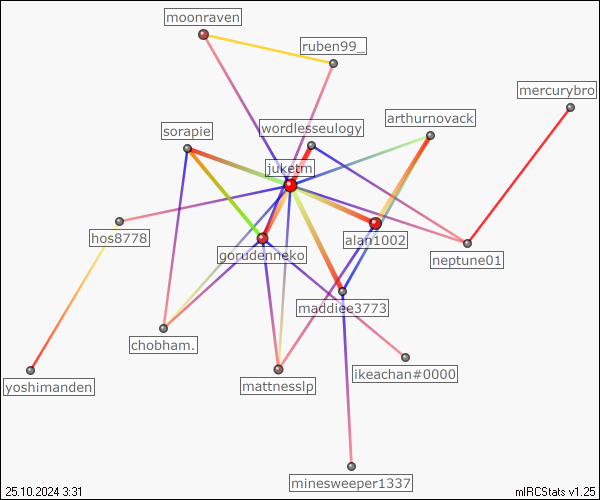 moonraven
ruben99_
mercurybro
arthurnovack
wordlesseulogy
sorapie
juketm
hos8778
alan1002
gorudenneko
neptune01
maddiee3773
chobham.
ikeachan#0000
yoshimanden
mattnesslp
minesweeper1337
25.10.2024 3:31
mIRCStats v1.25